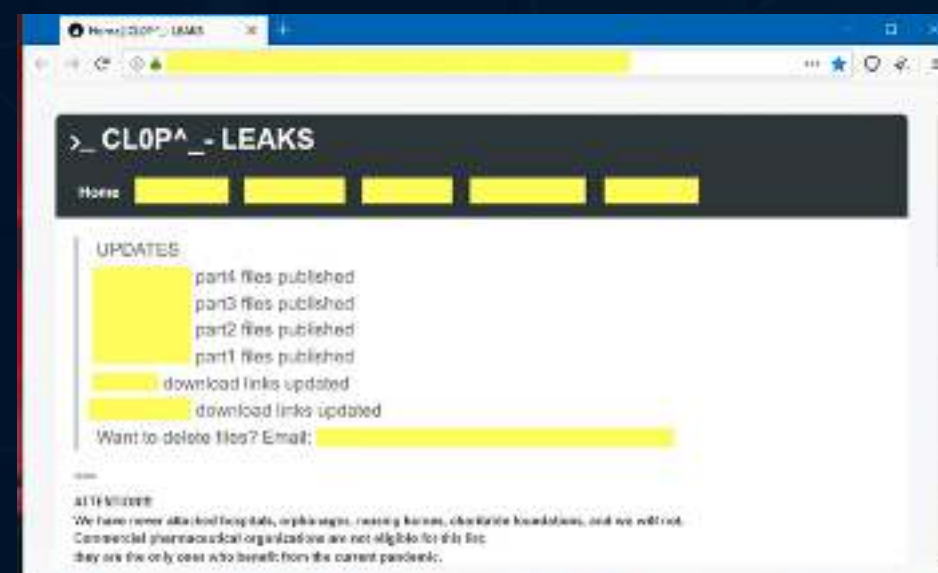 Home | CL0P^_- LEAKS
>_ CL0P^_- LEAKS
Home
UPDATES
part4 files published
part3 files published
part2 files published
part1 files published
download links updated
download links updated
Want to delete files? Email:
ATTENTION!!!
We have never attacked hospitals, orphanages, nursing homes, charitable foundations, and we will not.
Commercial pharmaceutical organizations are not eligible for this list;
they are the only ones who benefit from the current pandemic.